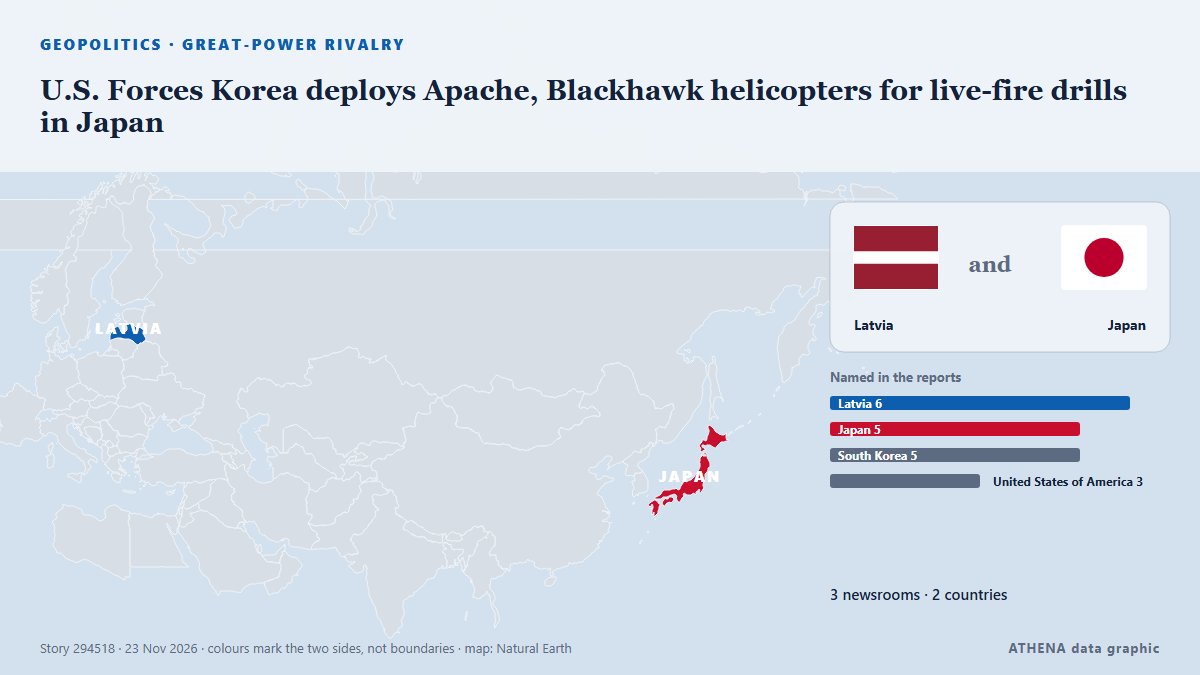 GEOPOLITICS · GREAT-POWER RIVALRY
U.S. Forces Korea deploys Apache, Blackhawk helicopters for live-fire drills
in Japan
and
Latvia
Japan
LATVIA
JAPAN
Named in the reports
Latvia 6
Japan 5
South Korea 5
United States of America 3
3 newsrooms · 2 countries
Story 294518 · 23 Nov 2026 · colours mark the two sides, not boundaries · map: Natural Earth
ATHENA data graphic